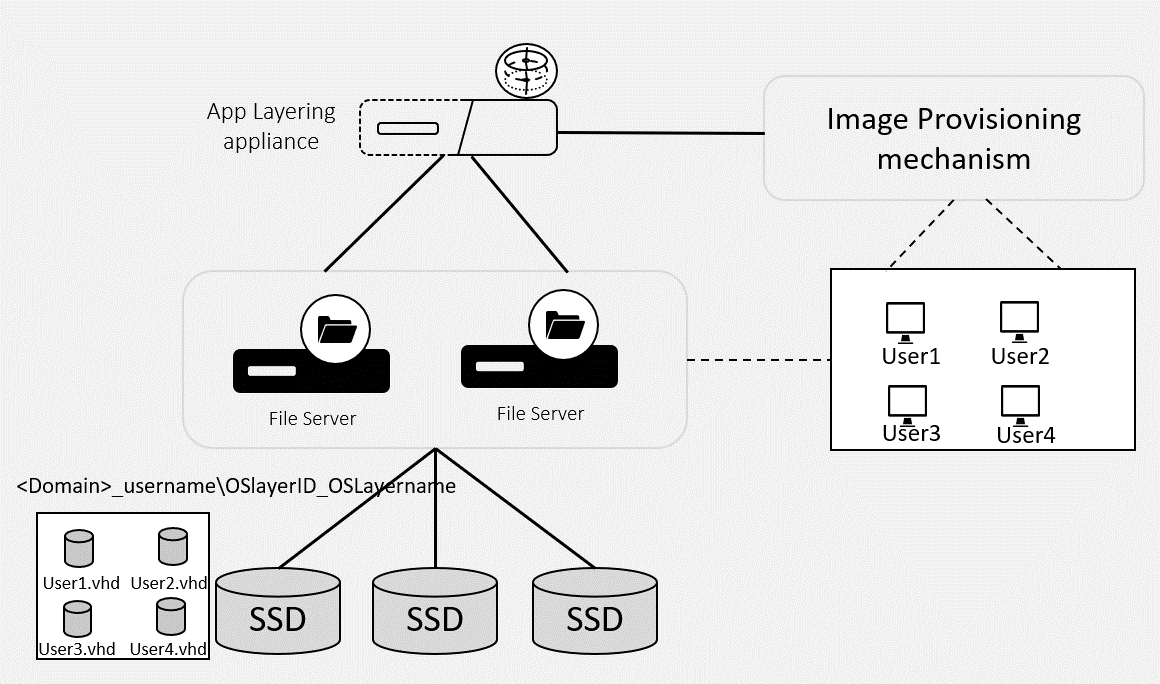 App Layering
appliance
Image Provisioning
mechanism
User1
User2
User3
User4
File Server
File Server
<Domain>_username\OSlayerID_OSLayername
User1.vhd
User2.vhd
User3.vhd
User4.vhd
SSD
SSD
SSD